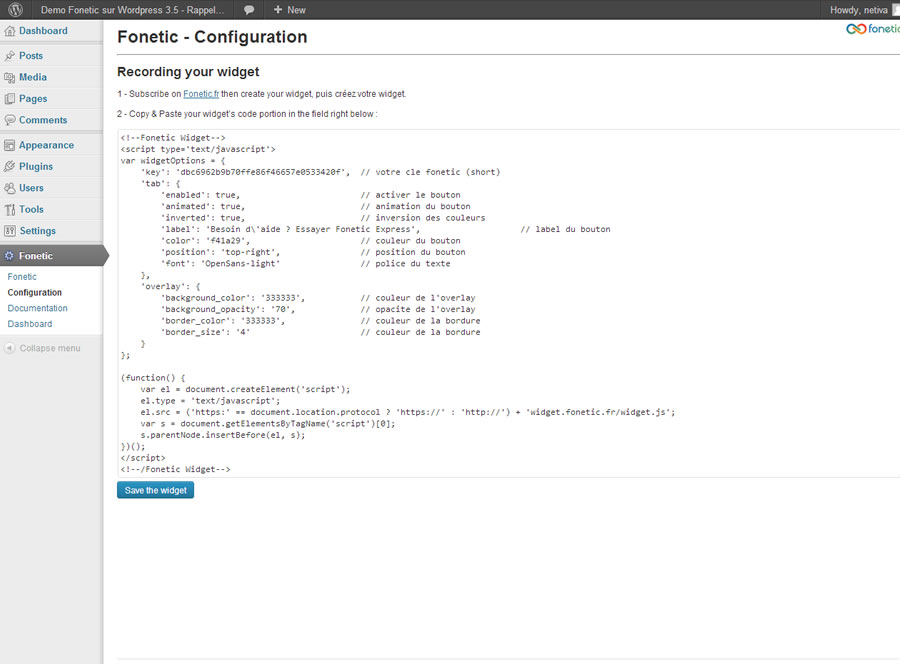 Demo Fonetic sur Wordpress 3.5 - Rappel... + New Howdy, netiva
Dashboard
Posts
Media
Pages
Comments
Appearance
Plugins
Users
Tools
Settings
Fonetic
Fonetic
Configuration
Documentation
Dashboard
Collapse menu
fonetic
Fonetic - Configuration
Recording your widget
1 - Subscribe on Fonetic.fr then create your widget, puis créez votre widget.
2 - Copy & Paste your widget's code portion in the field right below :
<!--Fonetic Widget-->
<script type='text/javascript'>
var widgetOptions = {
    'key': 'dbc6962b9b70ffe86f46657e0533420f',  // votre cle fonetic (short)
    'tab': {
        'enabled': true,                        // activer le bouton
        'animated': true,                       // animation du bouton
        'inverted': true,                       // inversion des couleurs
        'label': 'Besoin d\'aide ? Essayer Fonetic Express',                    // label du bouton
        'color': 'f41a29',                      // couleur du bouton
        'position': 'top-right',                // position du bouton
        'font': 'OpenSans-light'                // police du texte
    },
    'overlay': {
        'background_color': '333333',           // couleur de l'overlay
        'background_opacity': '70',             // opacite de l'overlay
        'border_color': '333333',               // couleur de la bordure
        'border_size': '4'                      // couleur de la bordure
    }
};
(function() {
    var el = document.createElement('script');
    el.type = 'text/javascript';
    el.src = ('https:' == document.location.protocol ? 'https://' : 'http://') + 'widget.fonetic.fr/widget.js';
    var s = document.getElementsByTagName('script')[0];
    s.parentNode.insertBefore(el, s);
})();
</script>
<!--/Fonetic Widget-->
Save the widget